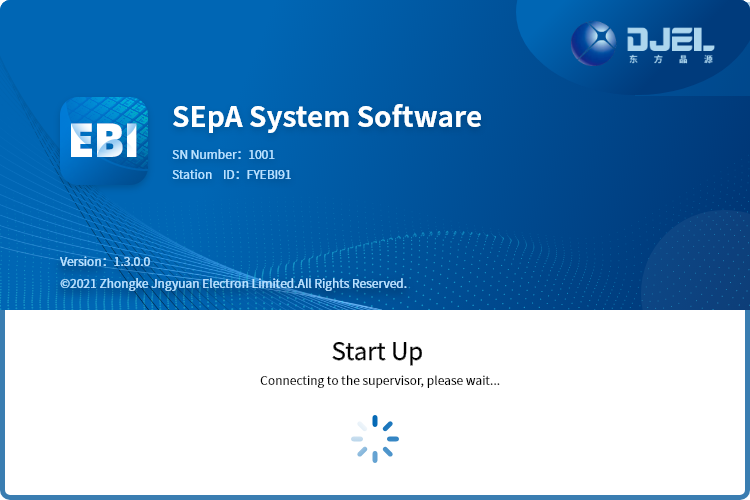 DJEL
东方晶源
EBI
SEpA System Software
SN Number：1001
Station ID：FYEBI91
Version：1.3.0.0
©2021 Zhongke Jngyuan Electron Limited.All Rights Reserved.
Start Up
Connecting to the supervisor, please wait...